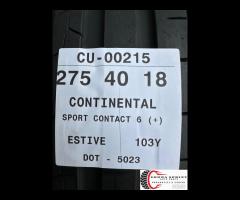 CU-00215
275 40 18
CONTINENTAL
SPORT CONTACT 6 (+)
ESTIVE 103Y
DOT - 5023